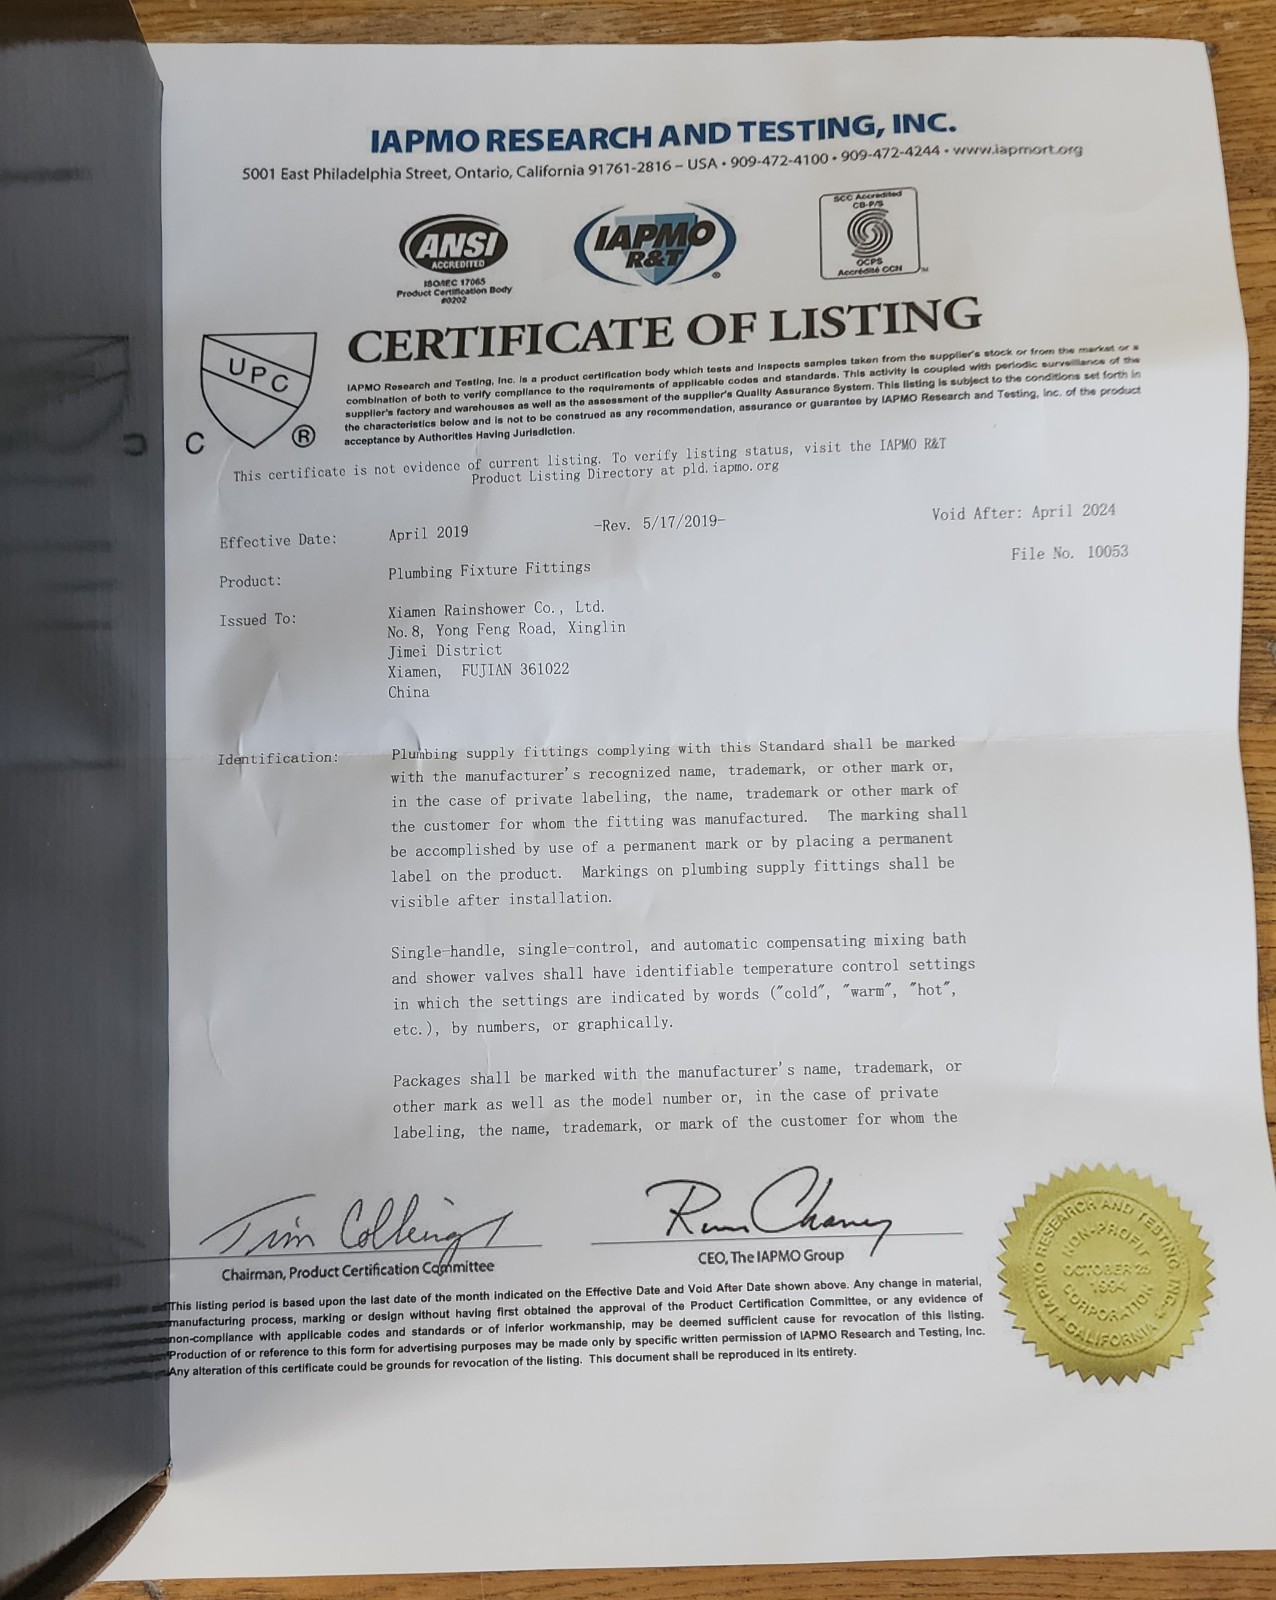 IAPMO RESEARCH AND TESTING, INC.
5001 East Philadelphia Street, Ontario, California 91761-2816 – USA • 909-472-4100 • 909-472-4244 • www.iapmort.org
ANSI
ACCREDITED
ISO/IEC 17065
Product Certification Body
#0202
IAPMO
R&T
®
SCC Accredited
CB-P/S
OCPS
Accrédité CCN
TM
UPC
C
®
CERTIFICATE OF LISTING
IAPMO Research and Testing, Inc. is a product certification body which tests and inspects samples taken from the supplier's stock or from the market or a
combination of both to verify compliance to the requirements of applicable codes and standards. This activity is coupled with periodic surveillance of the
supplier's factory and warehouses as well as the assessment of the supplier's Quality Assurance System. This listing is subject to the conditions set forth in
the characteristics below and is not to be construed as any recommendation, assurance or guarantee by IAPMO Research and Testing, Inc. of the product
acceptance by Authorities Having Jurisdiction.
This certificate is not evidence of current listing. To verify listing status, visit the IAPMO R&T
Product Listing Directory at pld.iapmo.org
Effective Date: April 2019 -Rev. 5/17/2019- Void After: April 2024
Product: Plumbing Fixture Fittings File No. 10053
Issued To: Xiamen Rainshower Co., Ltd.
No.8, Yong Feng Road, Xinglin
Jimei District
Xiamen, FUJIAN 361022
China
Identification: Plumbing supply fittings complying with this Standard shall be marked
with the manufacturer's recognized name, trademark, or other mark or,
in the case of private labeling, the name, trademark or other mark of
the customer for whom the fitting was manufactured. The marking shall
be accomplished by use of a permanent mark or by placing a permanent
label on the product. Markings on plumbing supply fittings shall be
visible after installation.
Single-handle, single-control, and automatic compensating mixing bath
and shower valves shall have identifiable temperature control settings
in which the settings are indicated by words ("cold", "warm", "hot",
etc.), by numbers, or graphically.
Packages shall be marked with the manufacturer's name, trademark, or
other mark as well as the model number or, in the case of private
labeling, the name, trademark, or mark of the customer for whom the
Tim Collings
Chairman, Product Certification Committee
Russ Chaney
CEO, The IAPMO Group
IAPMO RESEARCH AND TESTING, INC.
NON-PROFIT
OCTOBER 25
1994
CORPORATION
CALIFORNIA
This listing period is based upon the last date of the month indicated on the Effective Date and Void After Date shown above. Any change in material,
manufacturing process, marking or design without having first obtained the approval of the Product Certification Committee, or any evidence of
non-compliance with applicable codes and standards or of inferior workmanship, may be deemed sufficient cause for revocation of this listing.
Production of or reference to this form for advertising purposes may be made only by specific written permission of IAPMO Research and Testing, Inc.
Any alteration of this certificate could be grounds for revocation of the listing. This document shall be reproduced in its entirety.